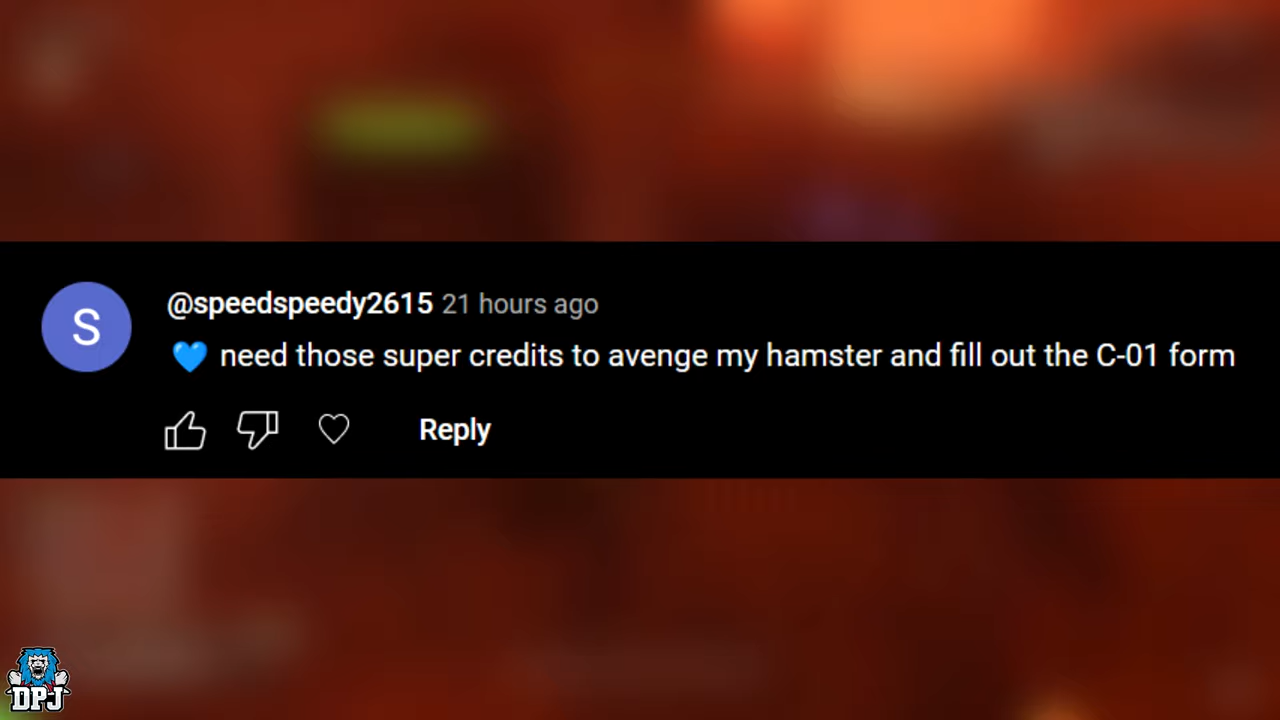 S
@speedspeedy2615 21 hours ago
💙 need those super credits to avenge my hamster and fill out the C-01 form
Reply
DPJ